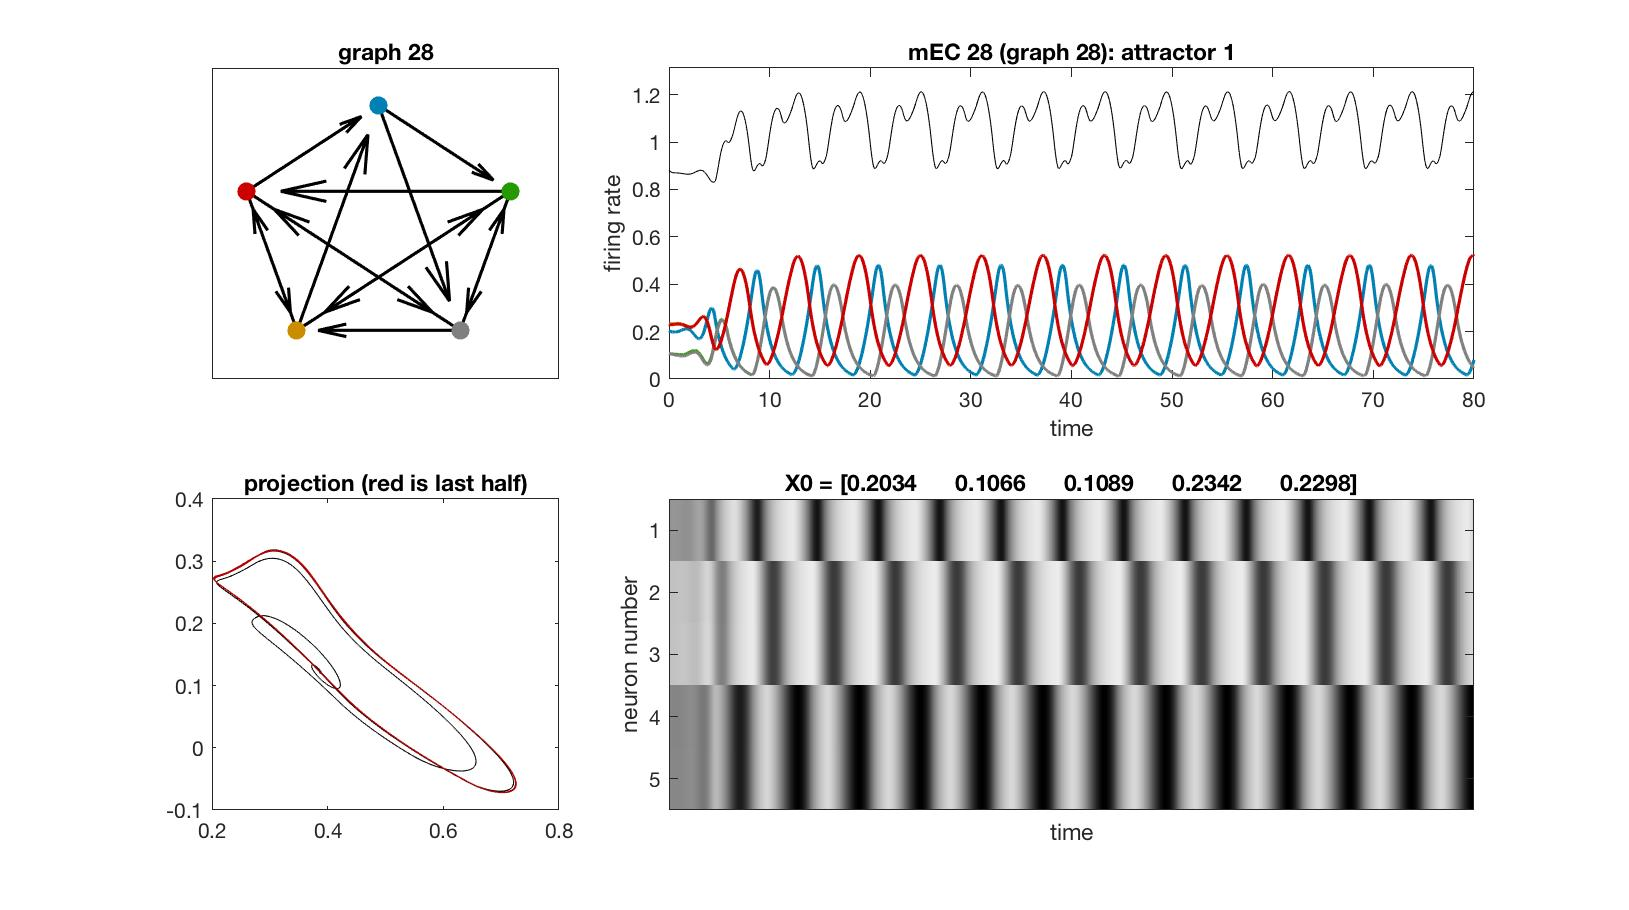 graph 28
mEC 28 (graph 28): attractor 1
1.2
1
0.8
0.6
0.4
0.2
0
firing rate
0 10 20 30 40 50 60 70 80
time
projection (red is last half)
0.4
0.3
0.2
0.1
0
-0.1
0.2 0.4 0.6 0.8
X0 = [0.2034 0.1066 0.1089 0.2342 0.2298]
1
2
3
4
5
neuron number
time